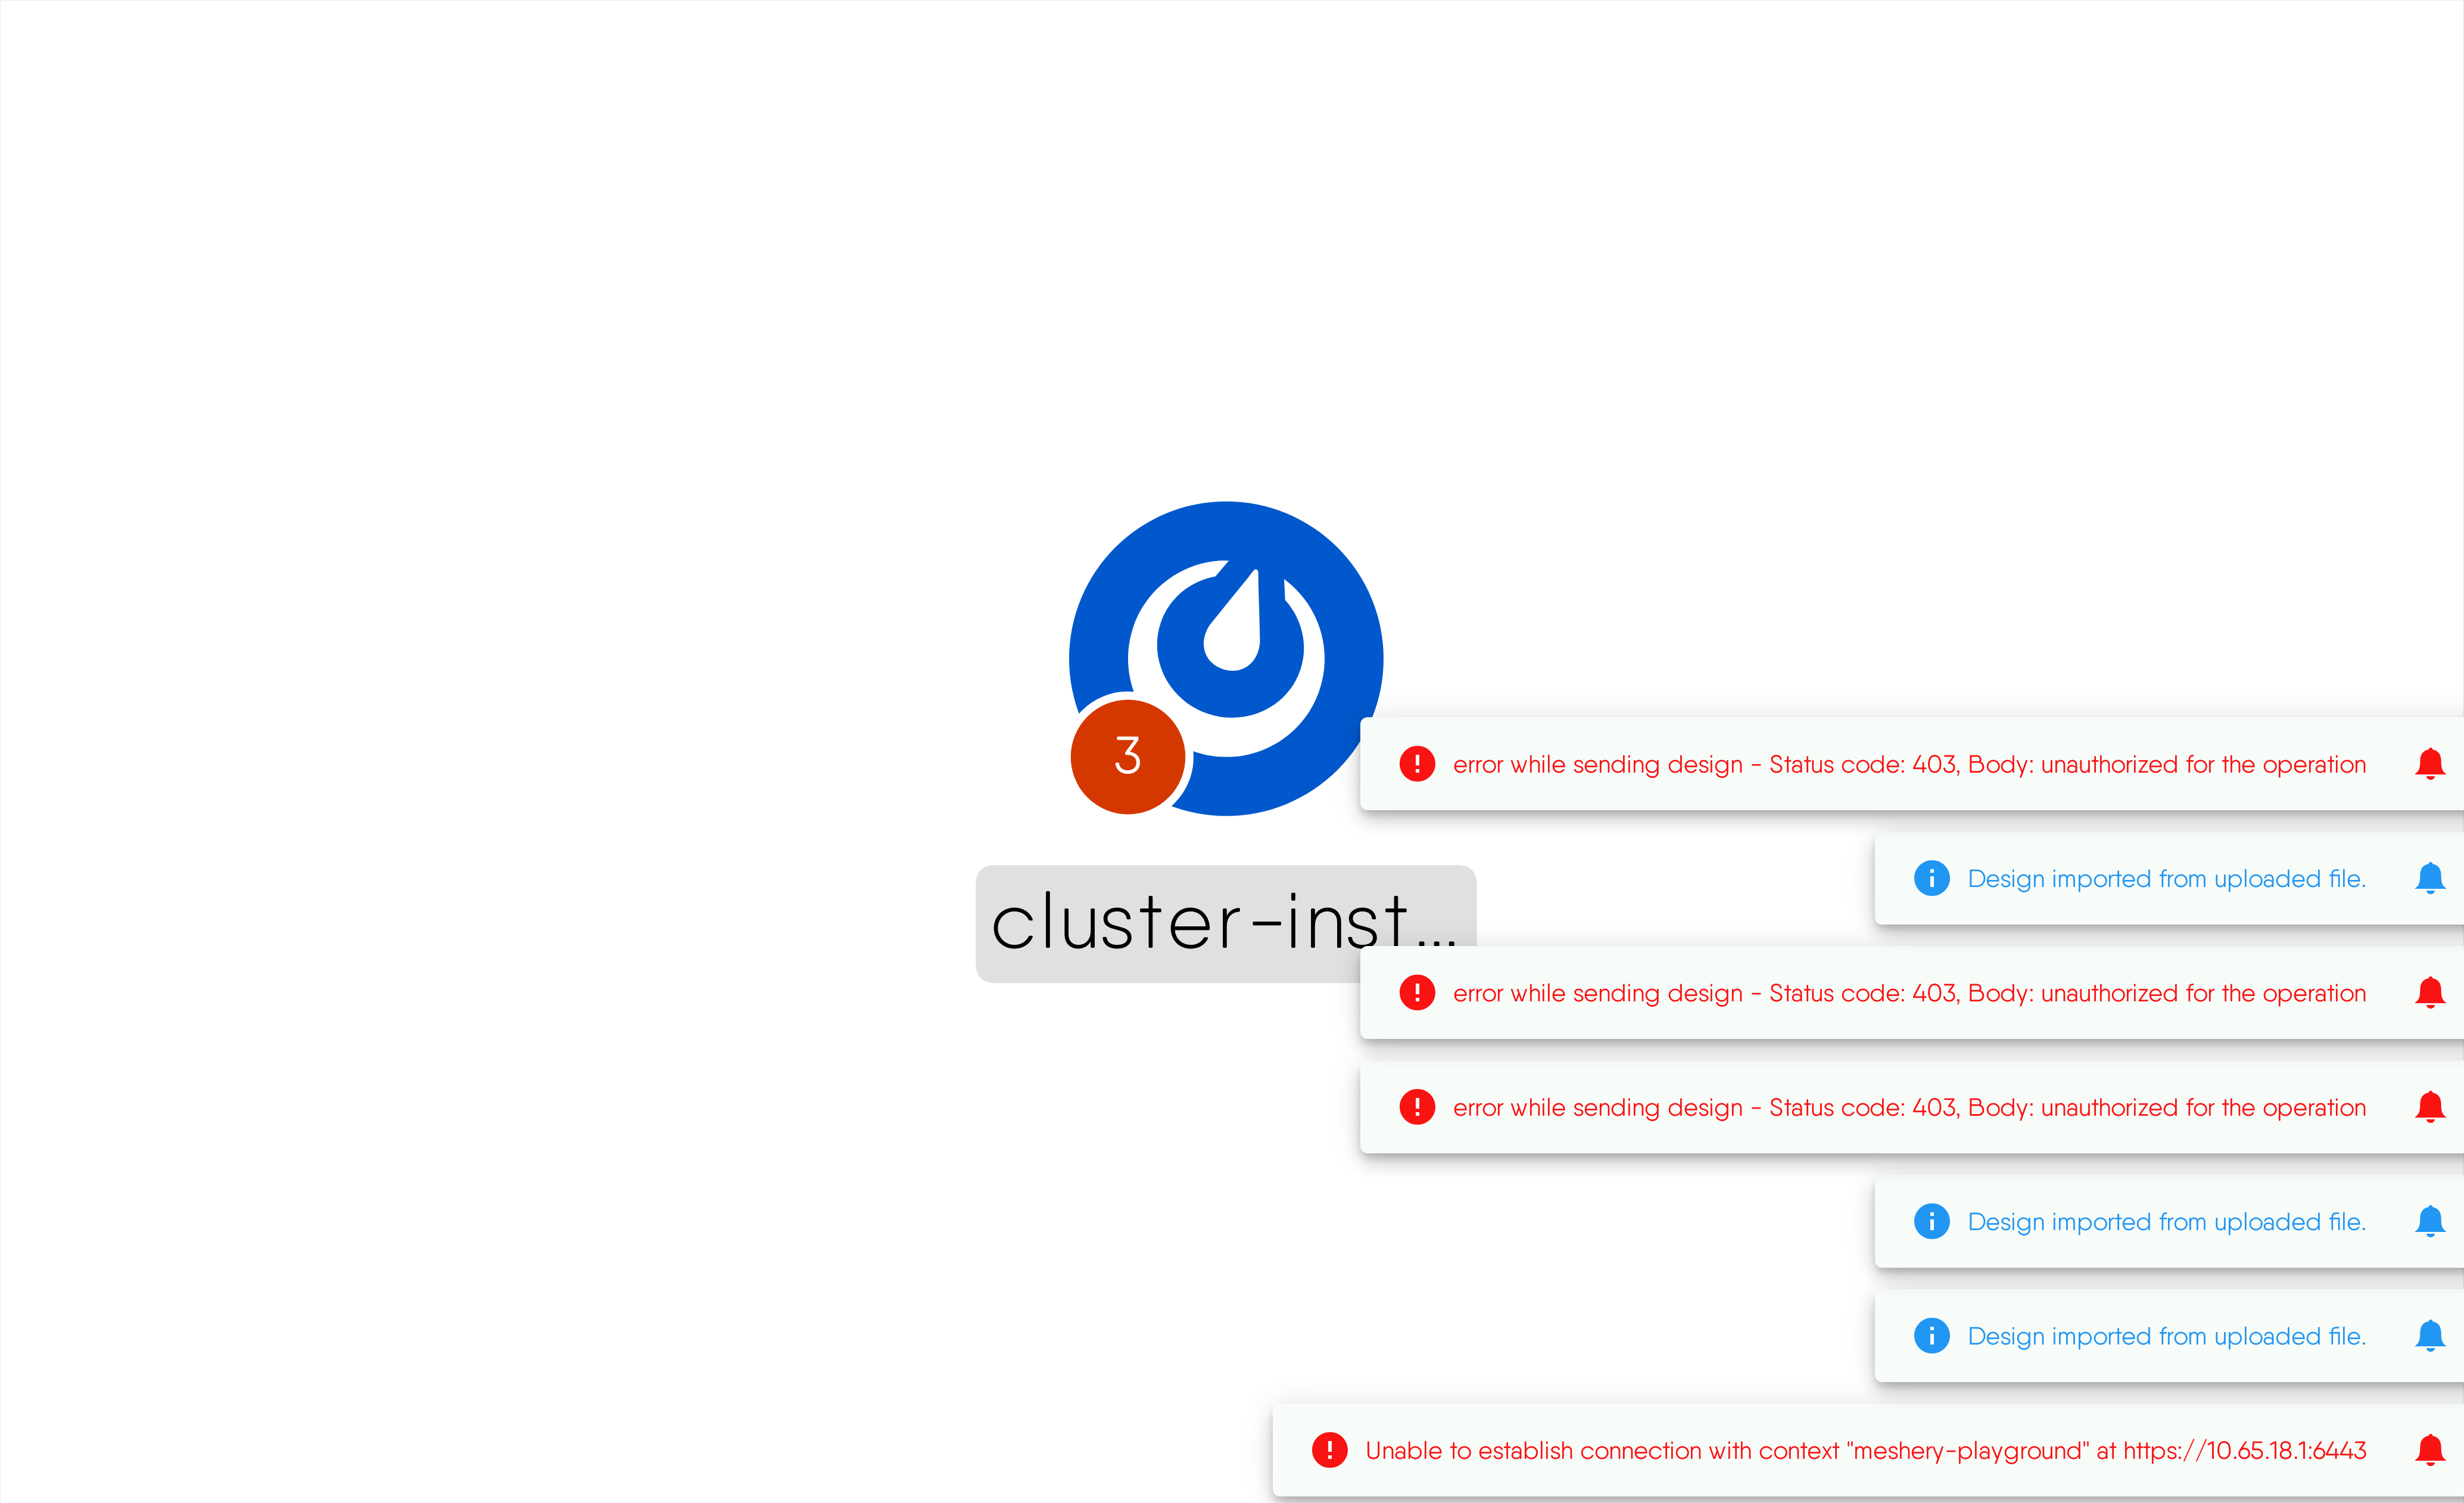 3
error while sending design - Status code: 403, Body: unauthorized for the operation
Design imported from uploaded file.
cluster-inst...
error while sending design - Status code: 403, Body: unauthorized for the operation
error while sending design - Status code: 403, Body: unauthorized for the operation
Design imported from uploaded file.
Design imported from uploaded file.
Unable to establish connection with context "meshery-playground" at https://10.65.18.1:6443